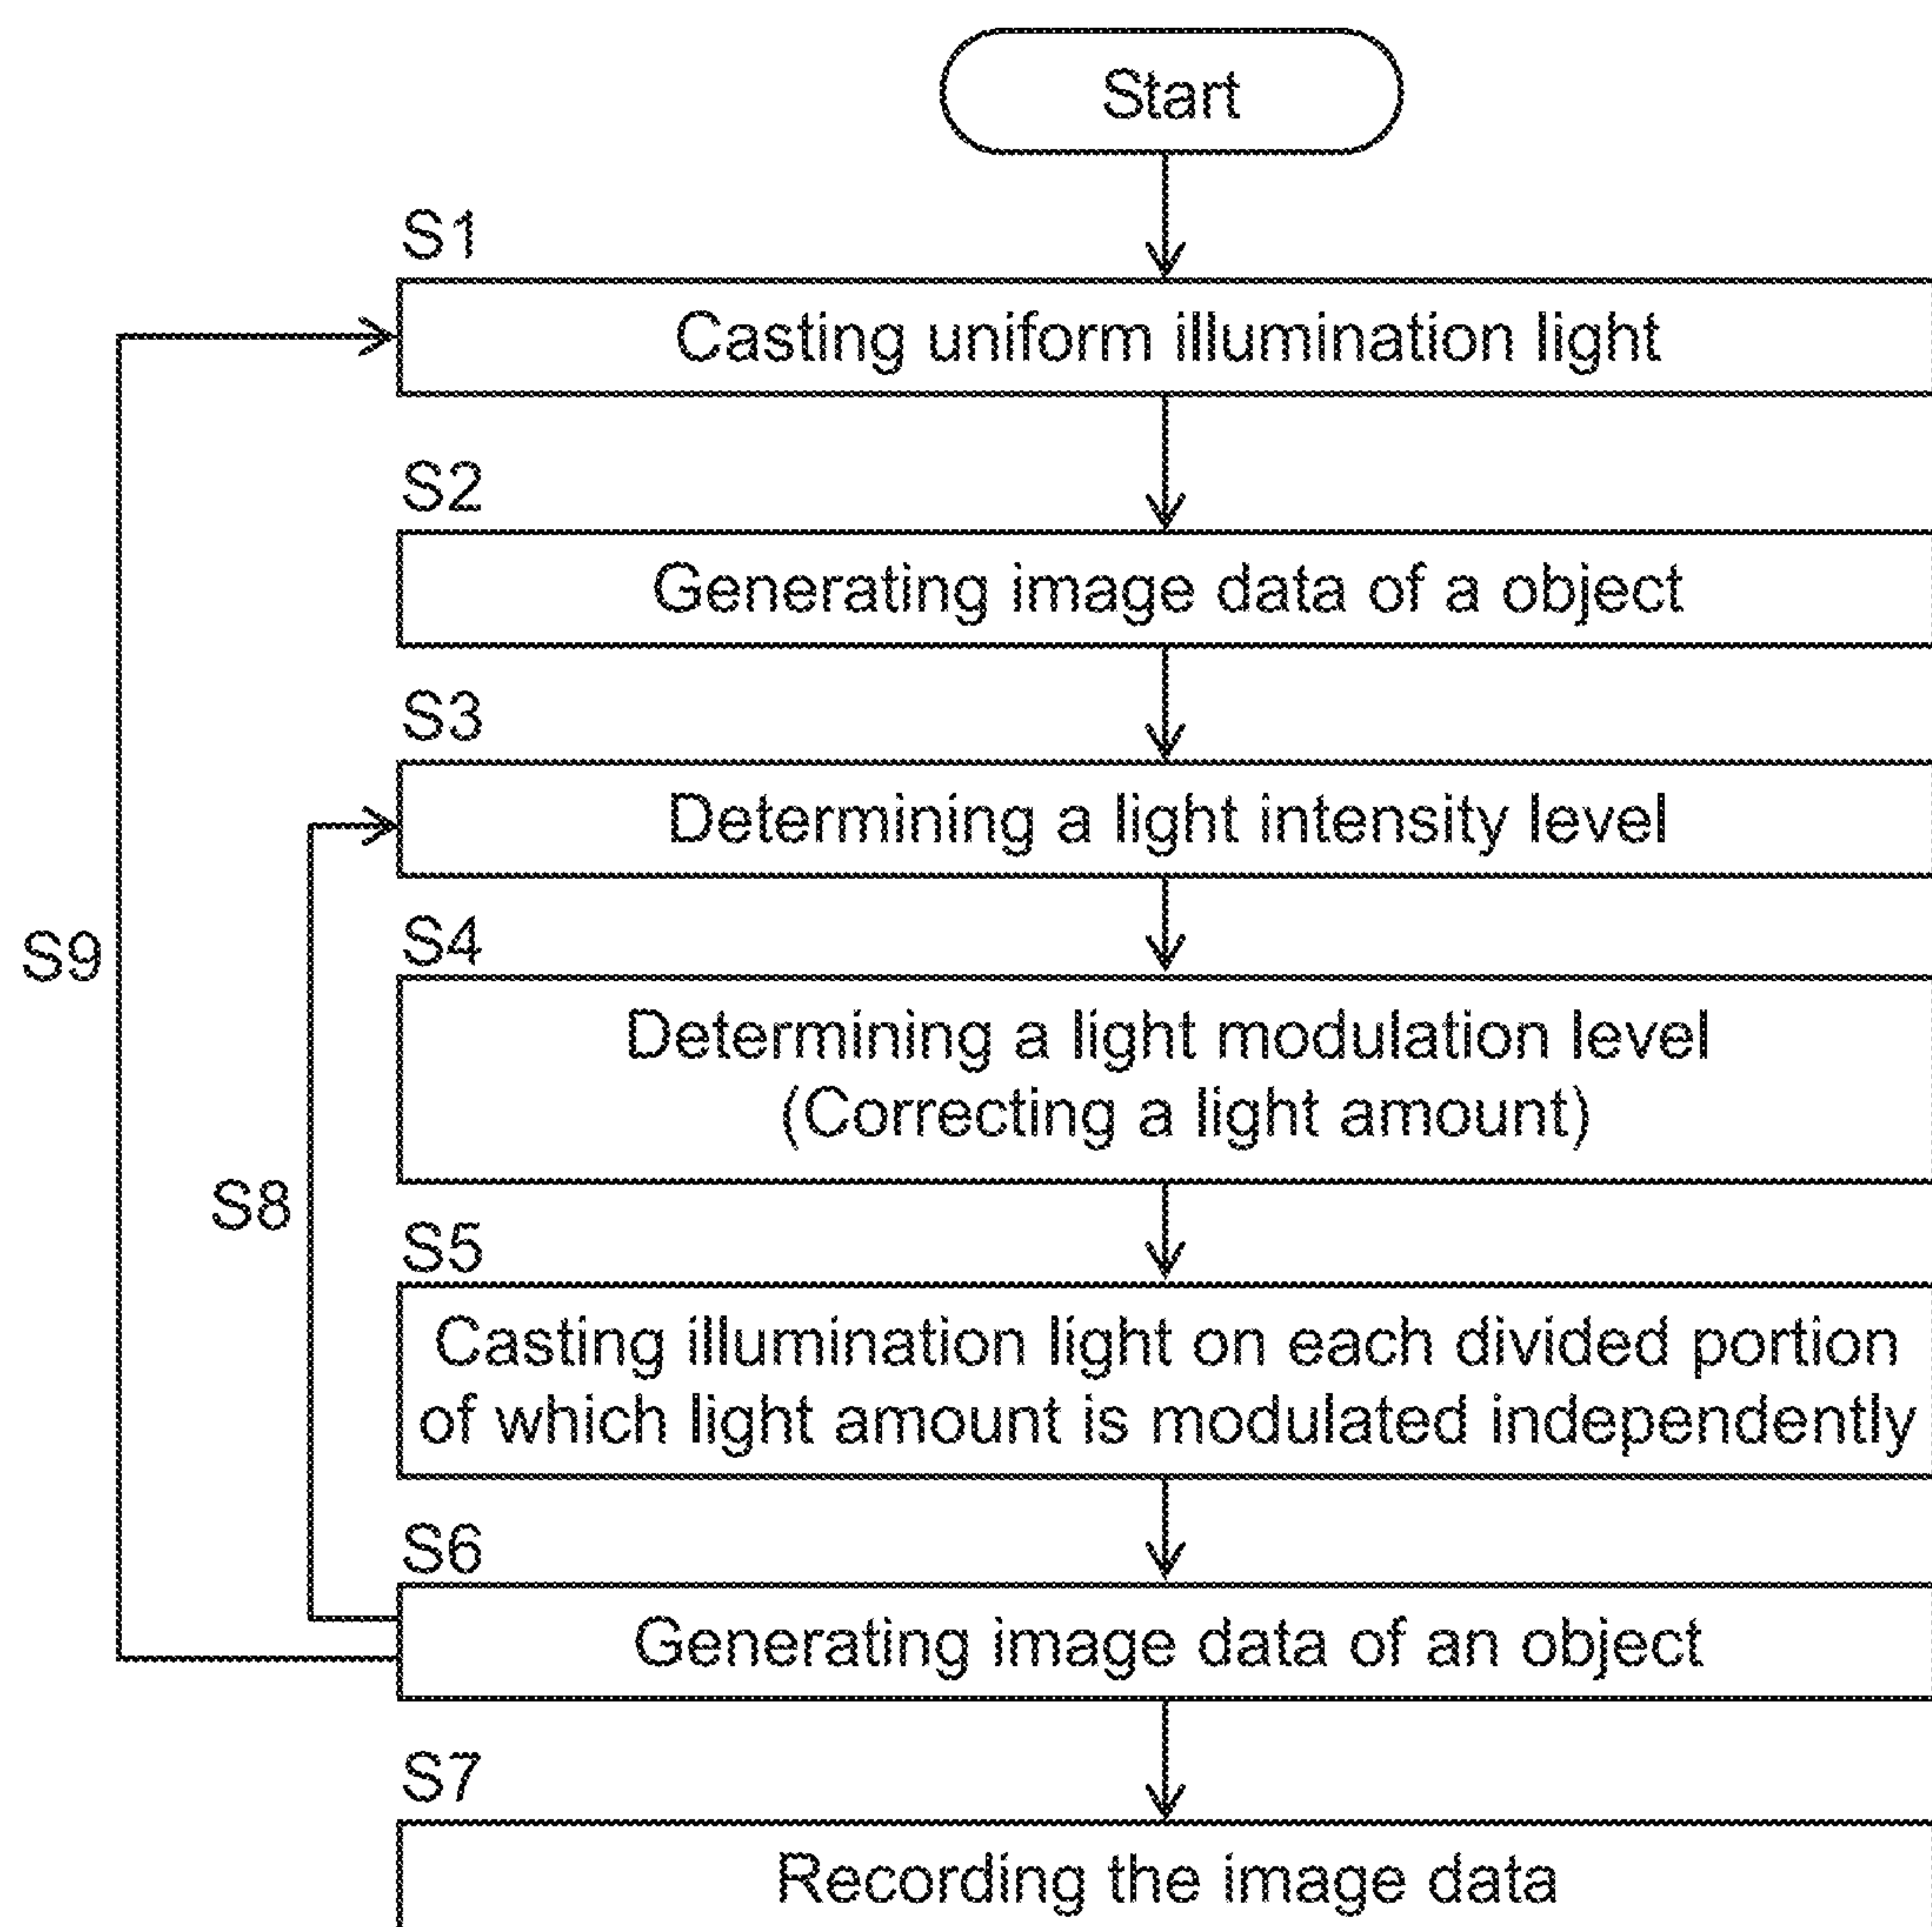 Start
S1
Casting uniform illumination light
S2
Generating image data of a object
S3
Determining a light intensity level
S4
Determining a light modulation level
(Correcting a light amount)
S9
S8
S5
Casting illumination light on each divided portion
of which light amount is modulated independently
S6
Generating image data of an object
S7
Recording the image data